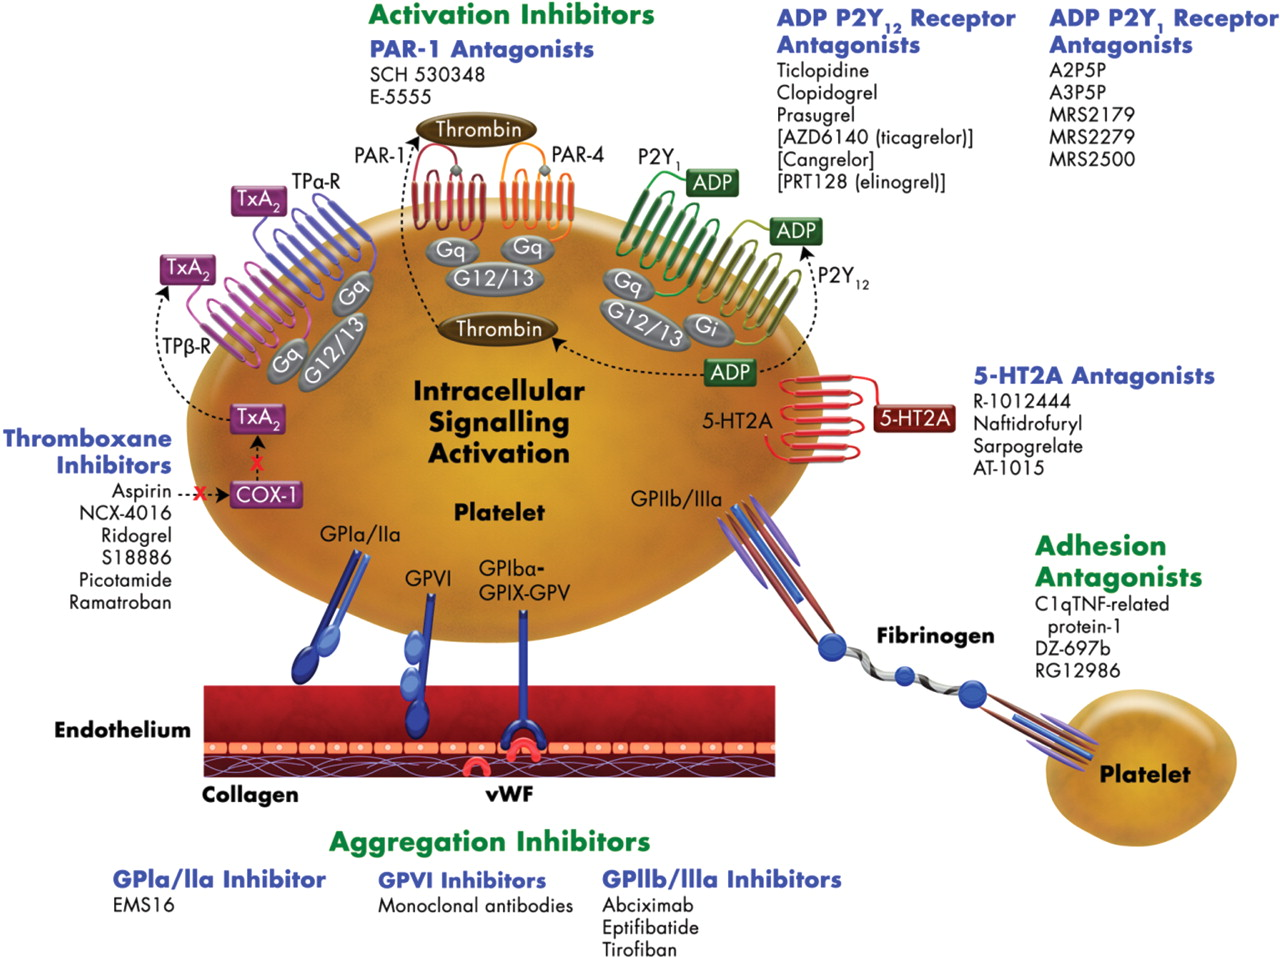 Activation Inhibitors
PAR-1 Antagonists
SCH 530348
E-5555
ADP P2Y12 Receptor
Antagonists
Ticlopidine
Clopidogrel
Prasugrel
[AZD6140 (ticagrelor)]
[Cangrelor]
[PRT128 (elinogrel)]
ADP P2Y1 Receptor
Antagonists
A2P5P
A3P5P
MRS2179
MRS2279
MRS2500
Thrombin
PAR-1
PAR-4
P2Y1
ADP
TPα-R
TxA2
ADP
TxA2
P2Y12
TPβ-R
Gq
Gq
G12/13
Gq
Gq
G12/13
Gq
G12/13
Gi
Thrombin
ADP
Intracellular
Signalling
Activation
5-HT2A
5-HT2A
5-HT2A Antagonists
R-1012444
Naftidrofuryl
Sarpogrelate
AT-1015
TxA2
X
Thromboxane
Inhibitors
Aspirin
X
COX-1
NCX-4016
Ridogrel
S18886
Picotamide
Ramatroban
Platelet
GPIIb/IIIa
GPIa/IIa
GPVI
GPIbα-
GPIX-GPV
Adhesion
Antagonists
C1qTNF-related
protein-1
DZ-697b
RG12986
Fibrinogen
Platelet
Endothelium
Collagen
vWF
Aggregation Inhibitors
GPIa/IIa Inhibitor
EMS16
GPVI Inhibitors
Monoclonal antibodies
GPIIb/IIIa Inhibitors
Abciximab
Eptifibatide
Tirofiban